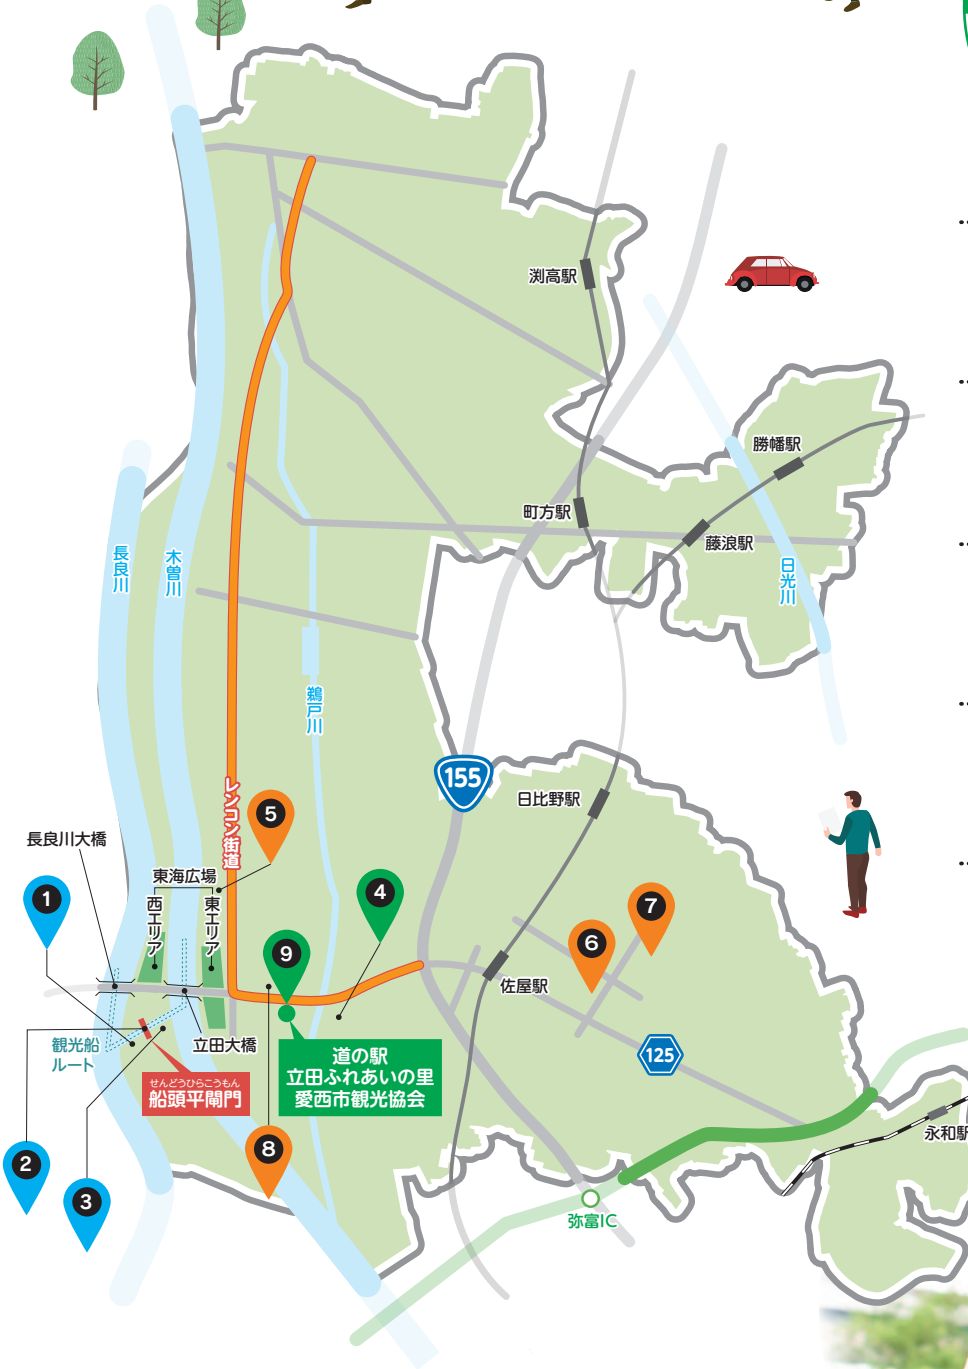 渕高駅
勝幡駅
町方駅
藤浪駅
日光川
長良川
木曽川
鵜戸川
155
日比野駅
レンコン街道
5
長良川大橋
東海広場
西エリア
東エリア
1
4
7
6
9
佐屋駅
観光船
ルート
立田大橋
道の駅
立田ふれあいの里
愛西市観光協会
125
せんどうひらこうもん
船頭平閘門
永和駅
8
2
3
弥富IC